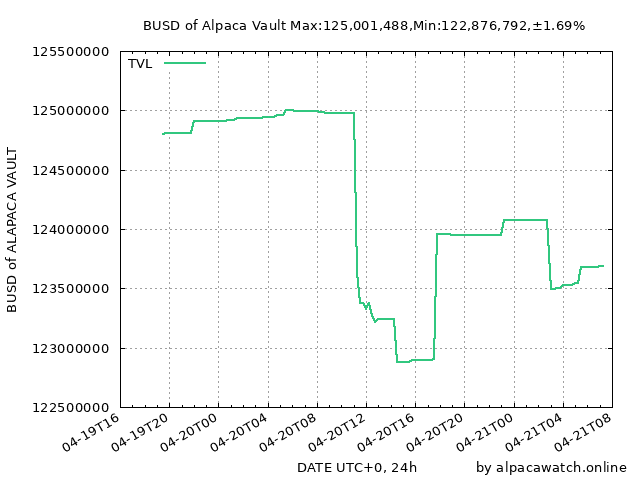 BUSD of Alpaca Vault Max:125,001,488,Min:122,876,792,±1.69%
TVL
125500000
125000000
124500000
124000000
123500000
123000000
122500000
BUSD of ALAPACA VAULT
04-19T16
04-19T20
04-20T00
04-20T04
04-20T08
04-20T12
04-20T16
04-20T20
04-21T00
04-21T04
04-21T08
DATE UTC+0, 24h
by alpacawatch.online